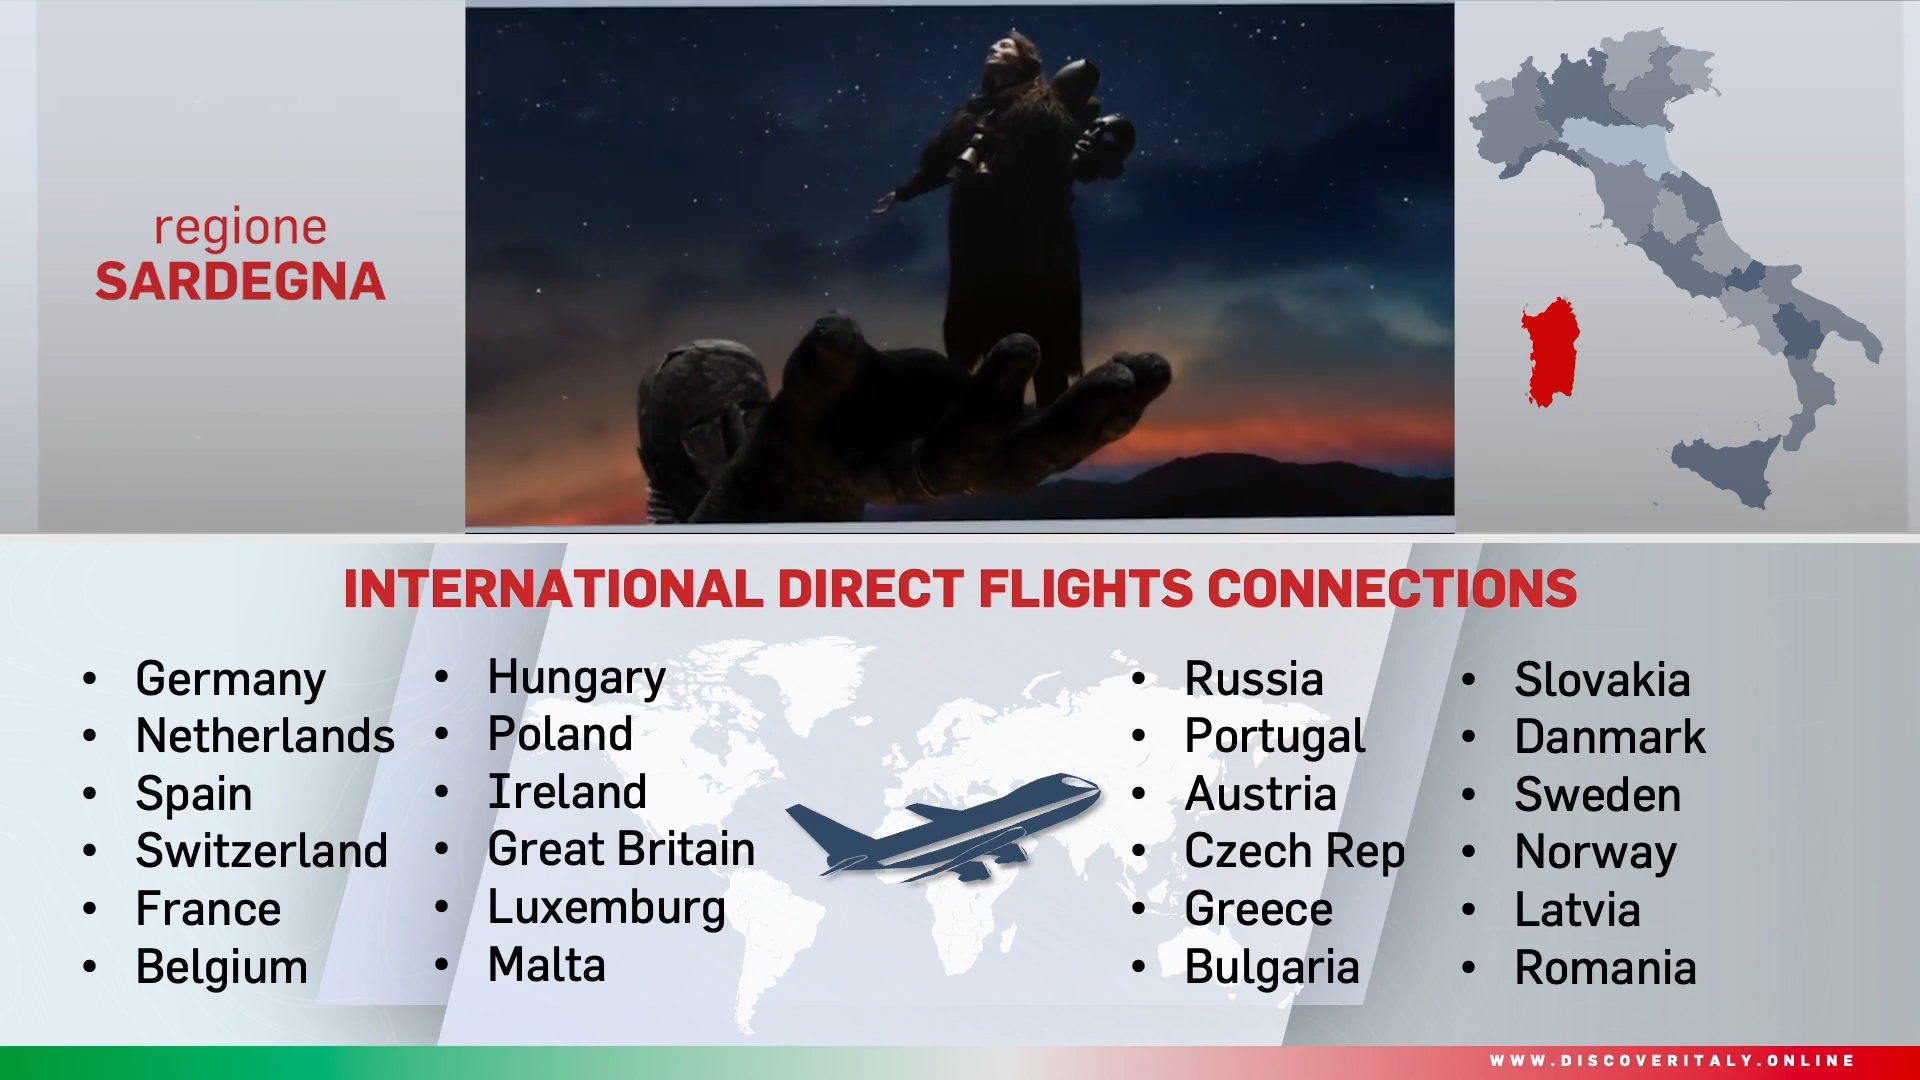 regione
SARDEGNA
INTERNATIONAL DIRECT FLIGHTS CONNECTIONS
• Germany
• Netherlands
• Spain
• Switzerland
• France
• Belgium
• Hungary
• Poland
• Ireland
• Great Britain
• Luxemburg
• Malta
• Russia
• Portugal
• Austria
• Czech Rep
• Greece
• Bulgaria
• Slovakia
• Danmark
• Sweden
• Norway
• Latvia
• Romania
WWW.DISCOVERITALY.ONLINE